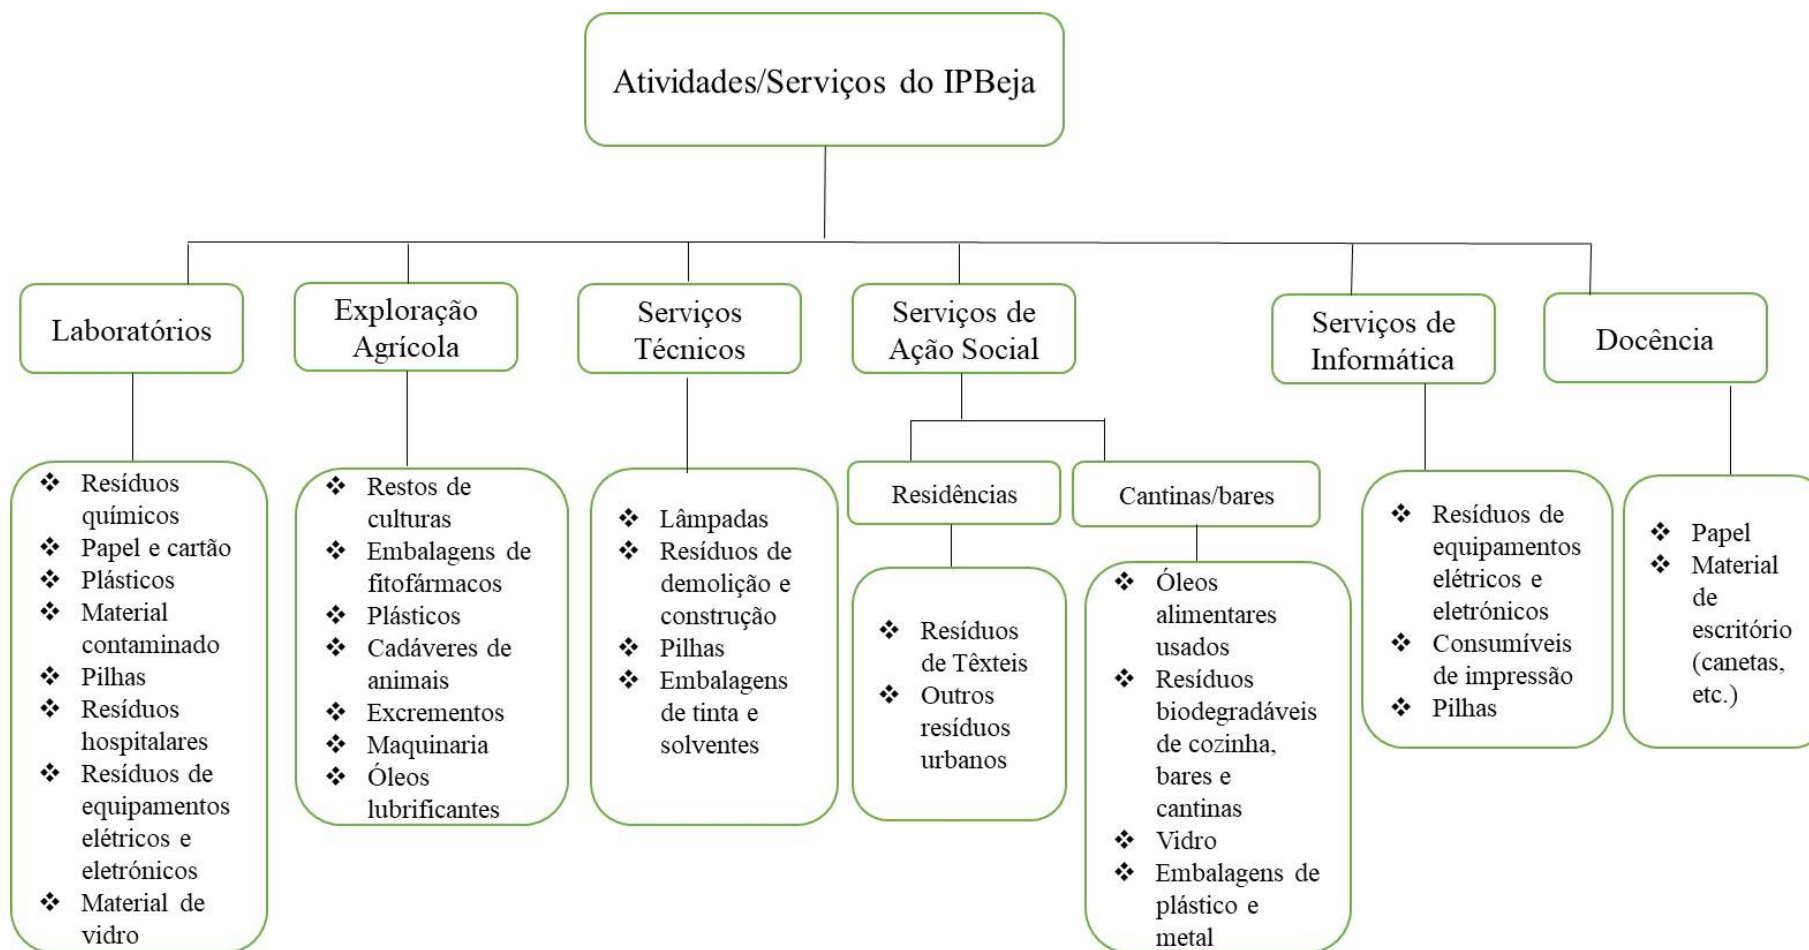 Atividades/Serviços do IPBeja
Laboratórios
Exploração
Agrícola
Serviços
Técnicos
Serviços de
Ação Social
Serviços de
Informática
Docência
❖ Resíduos
químicos
❖ Papel e cartão
❖ Plásticos
❖ Material
contaminado
❖ Pilhas
❖ Resíduos
hospitalares
❖ Resíduos de
equipamentos
elétricos e
eletrónicos
❖ Material de
vidro
❖ Restos de
culturas
❖ Embalagens de
fitofármacos
❖ Plásticos
❖ Cadáveres de
animais
❖ Excrementos
❖ Maquinaria
❖ Óleos
lubrificantes
❖ Lâmpadas
❖ Resíduos de
demolição e
construção
❖ Pilhas
❖ Embalagens
de tinta e
solventes
Residências
❖ Resíduos
de Têxteis
❖ Outros
resíduos
urbanos
Cantinas/bares
❖ Óleos
alimentares
usados
❖ Resíduos
biodegradáveis
de cozinha,
bares e
cantinas
❖ Vidro
❖ Embalagens de
plástico e
metal
❖ Resíduos de
equipamentos
elétricos e
eletrónicos
❖ Consumíveis
de impressão
❖ Pilhas
❖ Papel
❖ Material
de
escritório
(canetas,
etc.)